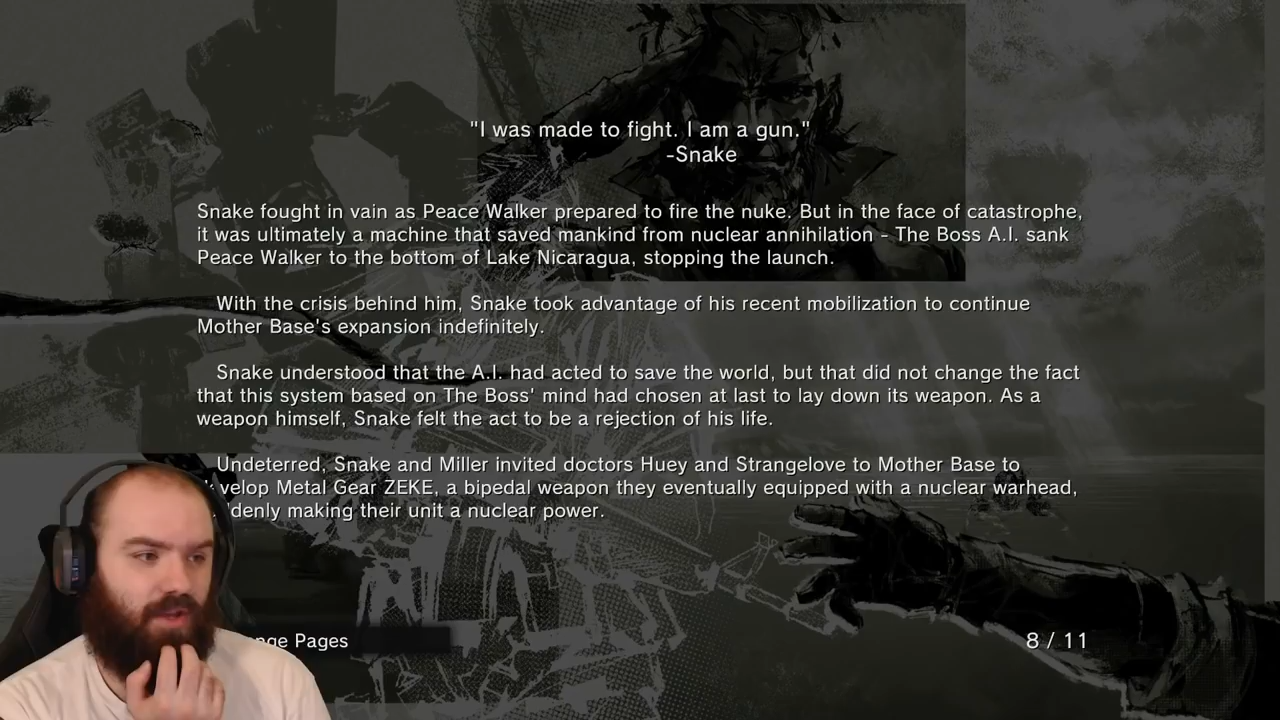 "I was made to fight. I am a gun."
-Snake
Snake fought in vain as Peace Walker prepared to fire the nuke. But in the face of catastrophe,
it was ultimately a machine that saved mankind from nuclear annihilation - The Boss A.I. sank
Peace Walker to the bottom of Lake Nicaragua, stopping the launch.
With the crisis behind him, Snake took advantage of his recent mobilization to continue
Mother Base's expansion indefinitely.
Snake understood that the A.I. had acted to save the world, but that did not change the fact
that this system based on The Boss' mind had chosen at last to lay down its weapon. As a
weapon himself, Snake felt the act to be a rejection of his life.
Undeterred, Snake and Miller invited doctors Huey and Strangelove to Mother Base to
velop Metal Gear ZEKE, a bipedal weapon they eventually equipped with a nuclear warhead,
denly making their unit a nuclear power.
nge Pages
8 / 11